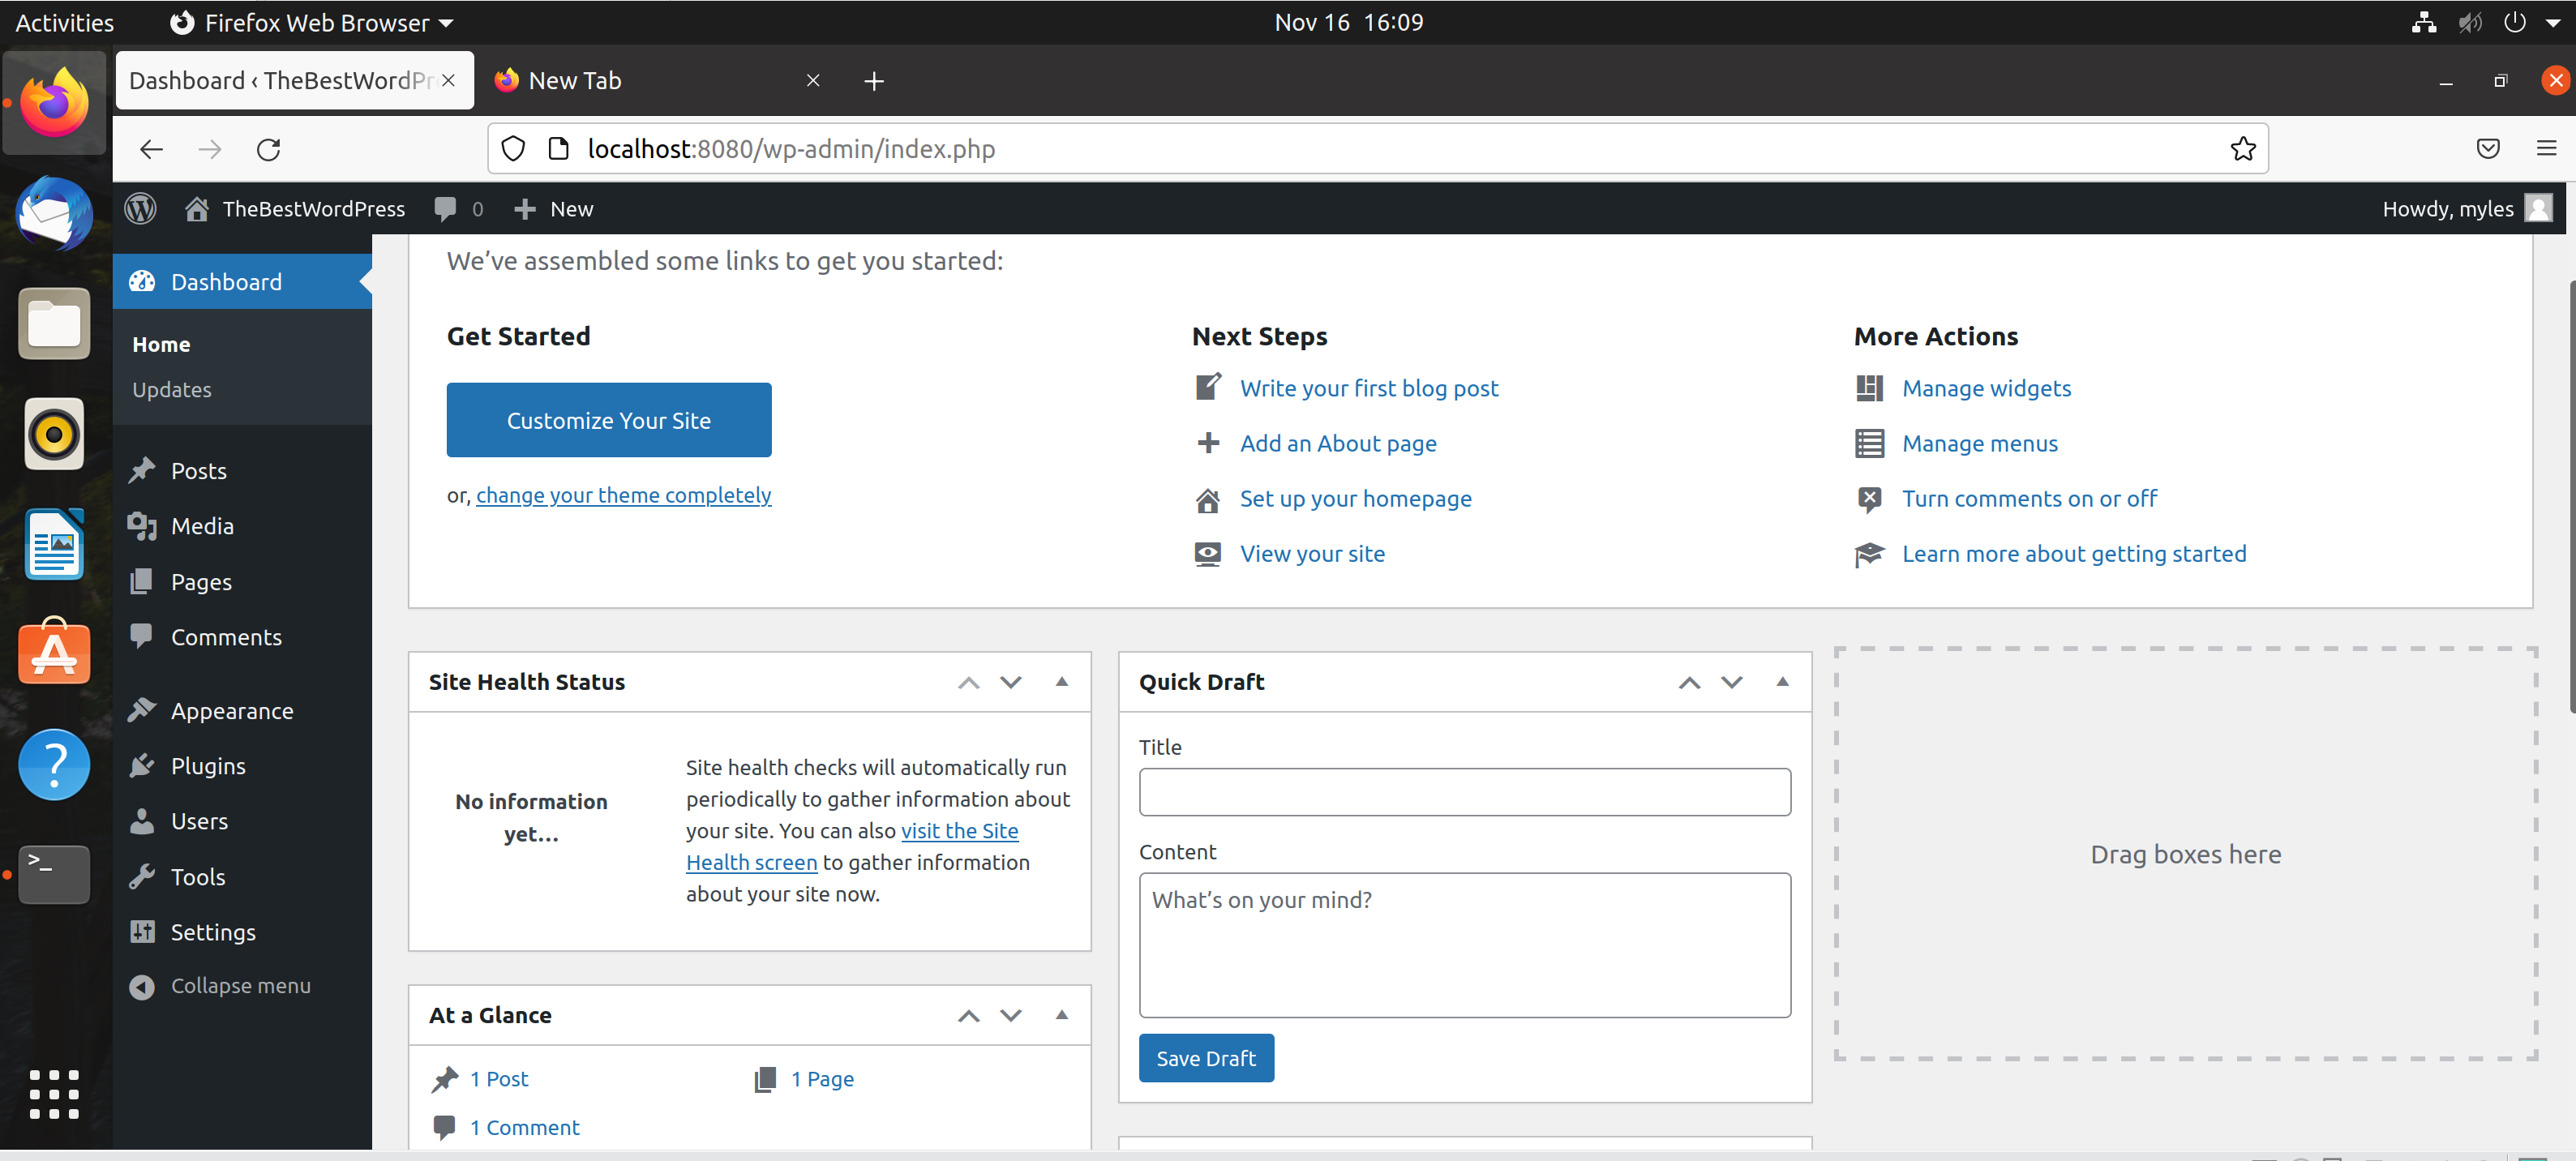 Activities
Firefox Web Browser
Nov 16 16:09
Dashboard ‹ TheBestWordPr
New Tab
localhost:8080/wp-admin/index.php
TheBestWordPress
0
New
Howdy, myles
Dashboard
Home
Updates
Posts
Media
Pages
Comments
Appearance
Plugins
Users
Tools
Settings
Collapse menu
We’ve assembled some links to get you started:
Get Started
Customize Your Site
or, change your theme completely
Next Steps
Write your first blog post
Add an About page
Set up your homepage
View your site
More Actions
Manage widgets
Manage menus
Turn comments on or off
Learn more about getting started
Site Health Status
No information
yet…
Site health checks will automatically run
periodically to gather information about
your site. You can also visit the Site
Health screen to gather information
about your site now.
At a Glance
1 Post
1 Page
1 Comment
Quick Draft
Title
Content
What’s on your mind?
Save Draft
Drag boxes here